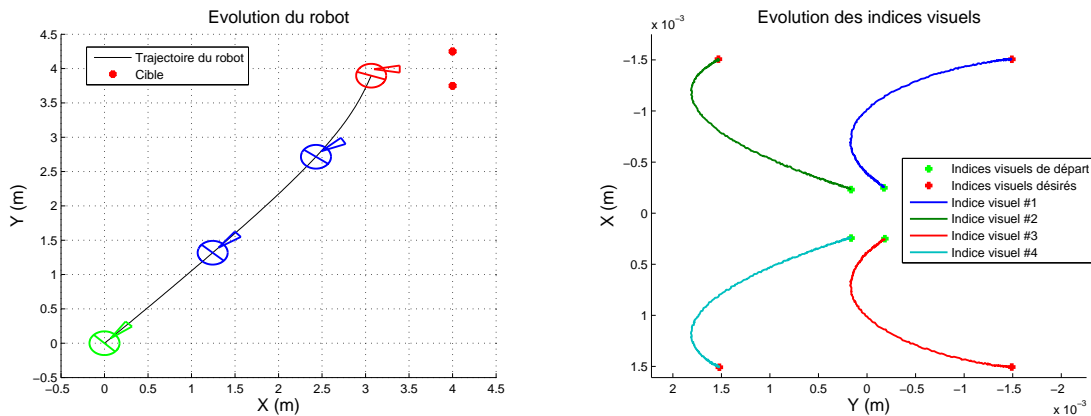 Evolution du robot
4.5
4
3.5
3
2.5
2
1.5
1
0.5
0
−0.5
−0.5
0
0.5
1
1.5
2
2.5
3
3.5
4
4.5
X (m)
Y (m)
Trajectoire du robot
Cible
Evolution des indices visuels
x 10⁻³
−1.5
−1
−0.5
0
0.5
1
1.5
2
1.5
1
0.5
0
−0.5
−1
−1.5
−2
x 10⁻³
Y (m)
X (m)
Indices visuels de départ
Indices visuels désirés
Indice visuel #1
Indice visuel #2
Indice visuel #3
Indice visuel #4